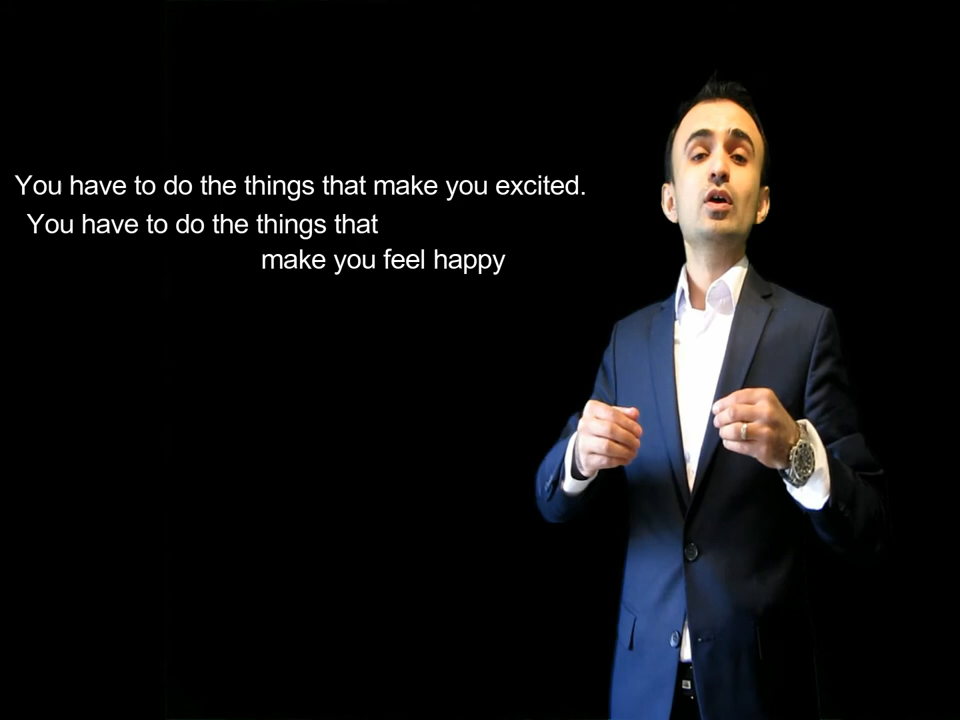 You have to do the things that make you excited.
You have to do the things that
make you feel happy